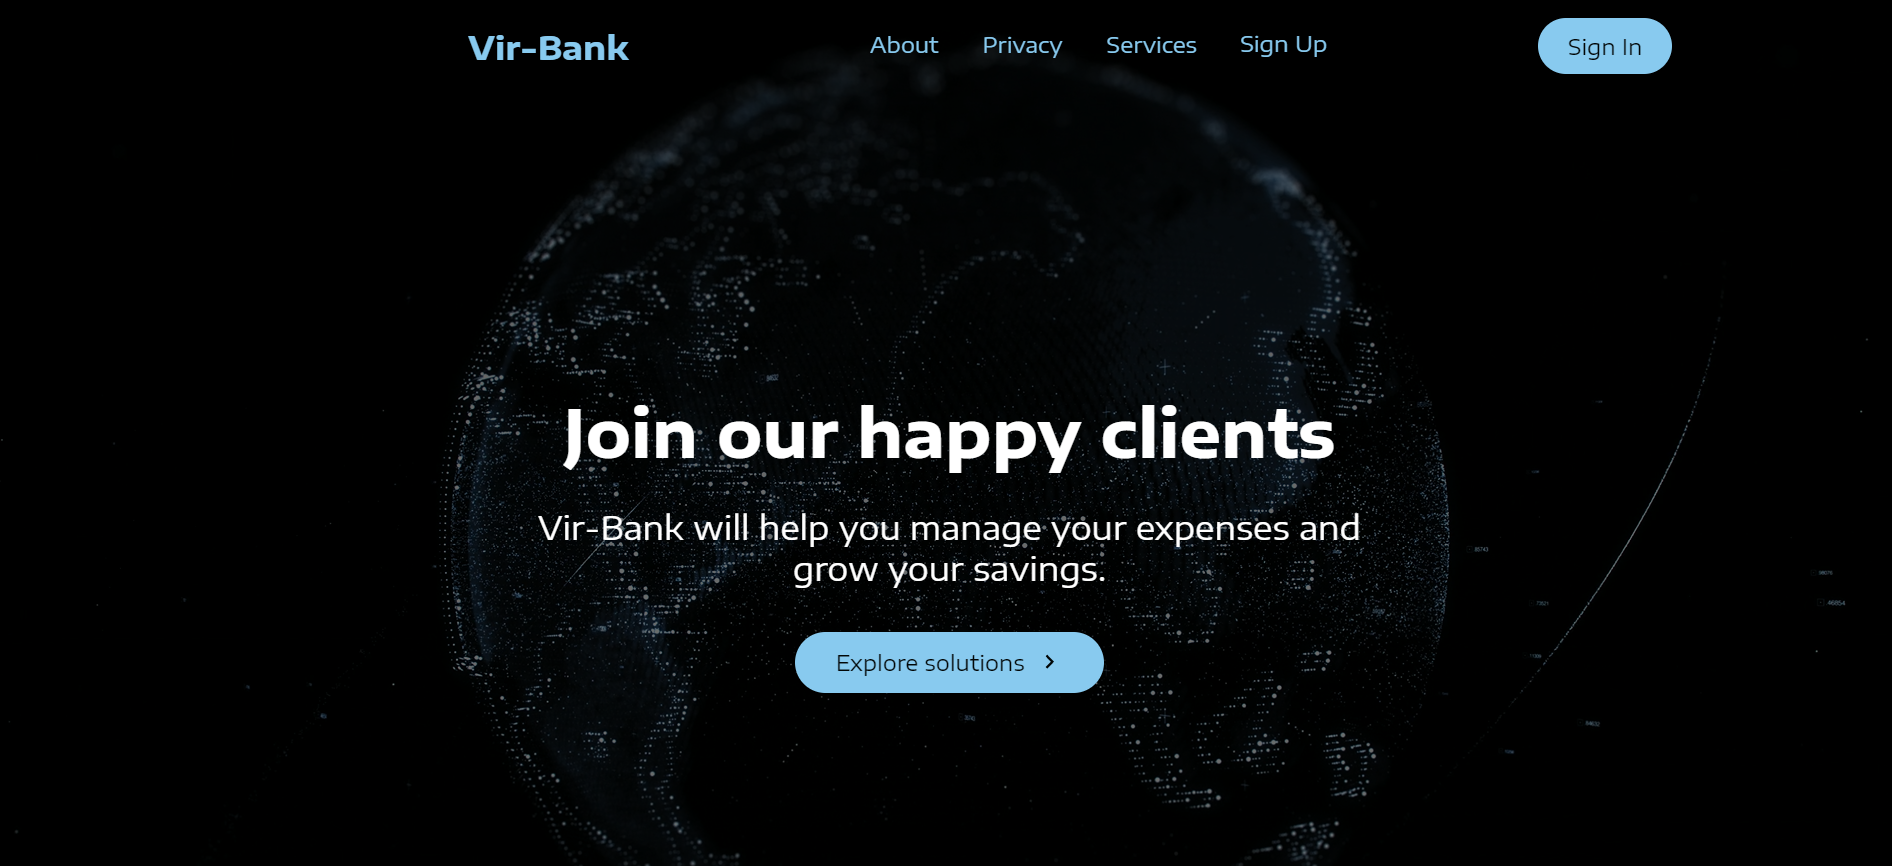 Vir-Bank
About Privacy Services Sign Up
Sign In
Join our happy clients
Vir-Bank will help you manage your expenses and
grow your savings.
Explore solutions
46854